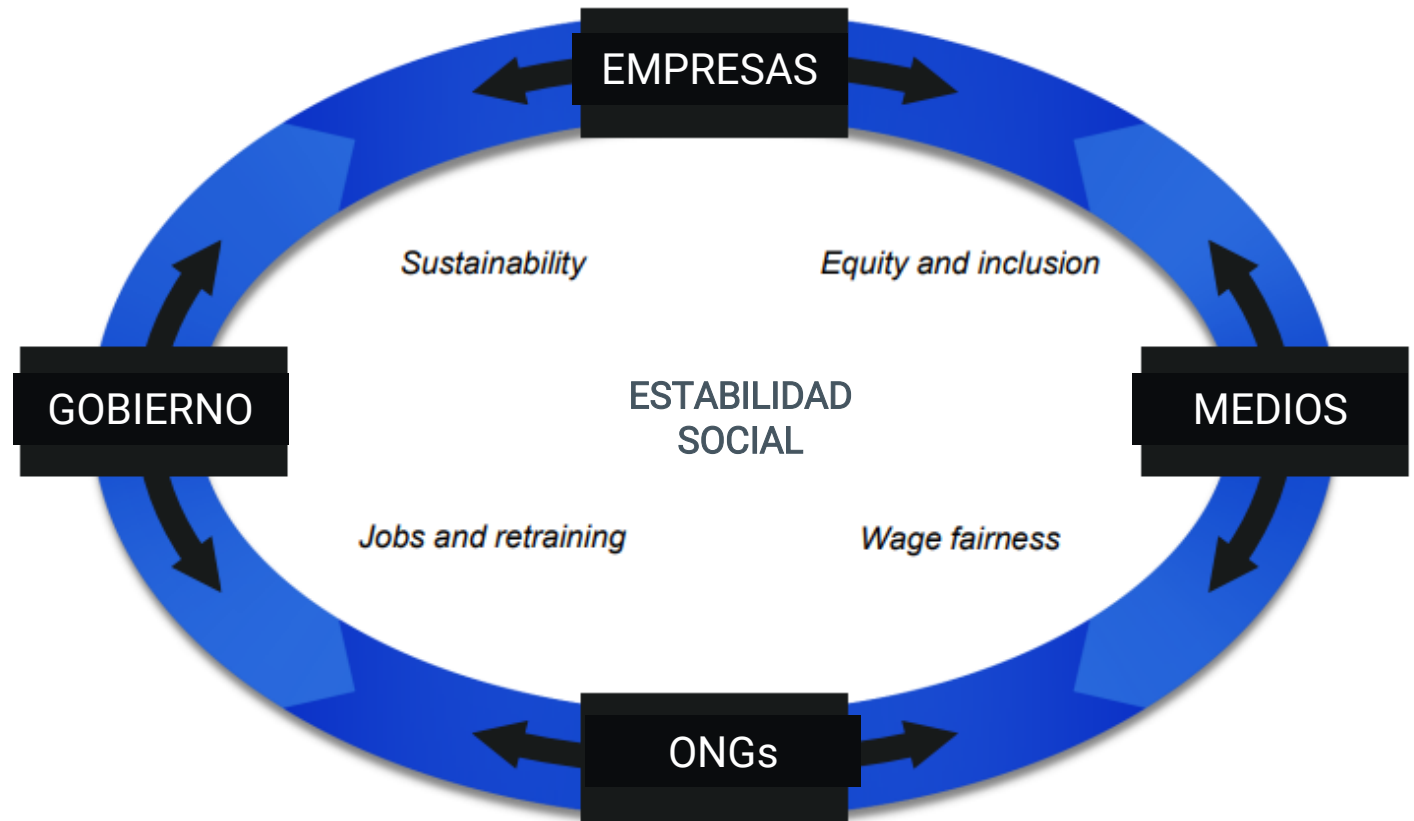 EMPRESAS
Sustainability
Equity and inclusion
GOBIERNO
ESTABILIDAD
SOCIAL
MEDIOS
Jobs and retraining
Wage fairness
ONGs